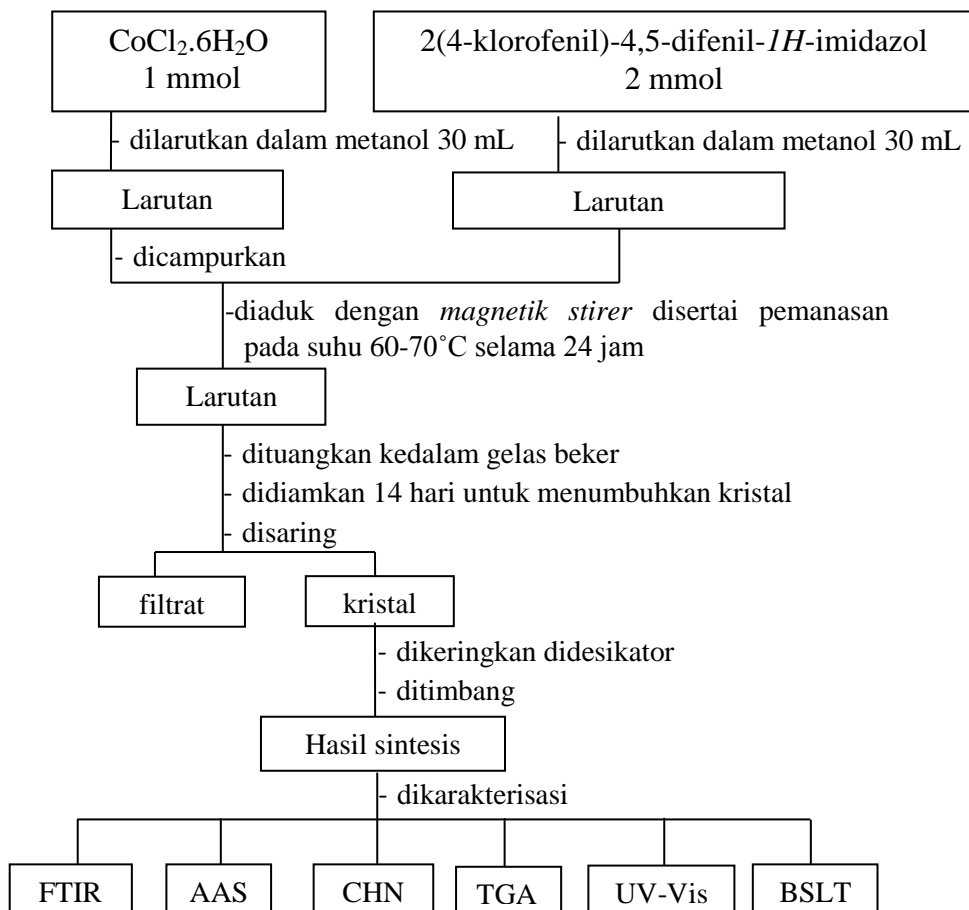 CoCl₂.6H₂O
1 mmol
2(4-klorofenil)-4,5-difenil-1H-imidazol
2 mmol
- dilarutkan dalam metanol 30 mL
- dilarutkan dalam metanol 30 mL
Larutan
Larutan
- dicampurkan
-diaduk dengan magnetik stirer disertai pemanasan
pada suhu 60-70˚C selama 24 jam
Larutan
- dituangkan kedalam gelas beker
- didiamkan 14 hari untuk menumbuhkan kristal
- disaring
filtrat
kristal
- dikeringkan didesikator
- ditimbang
Hasil sintesis
- dikarakterisasi
FTIR
AAS
CHN
TGA
UV-Vis
BSLT